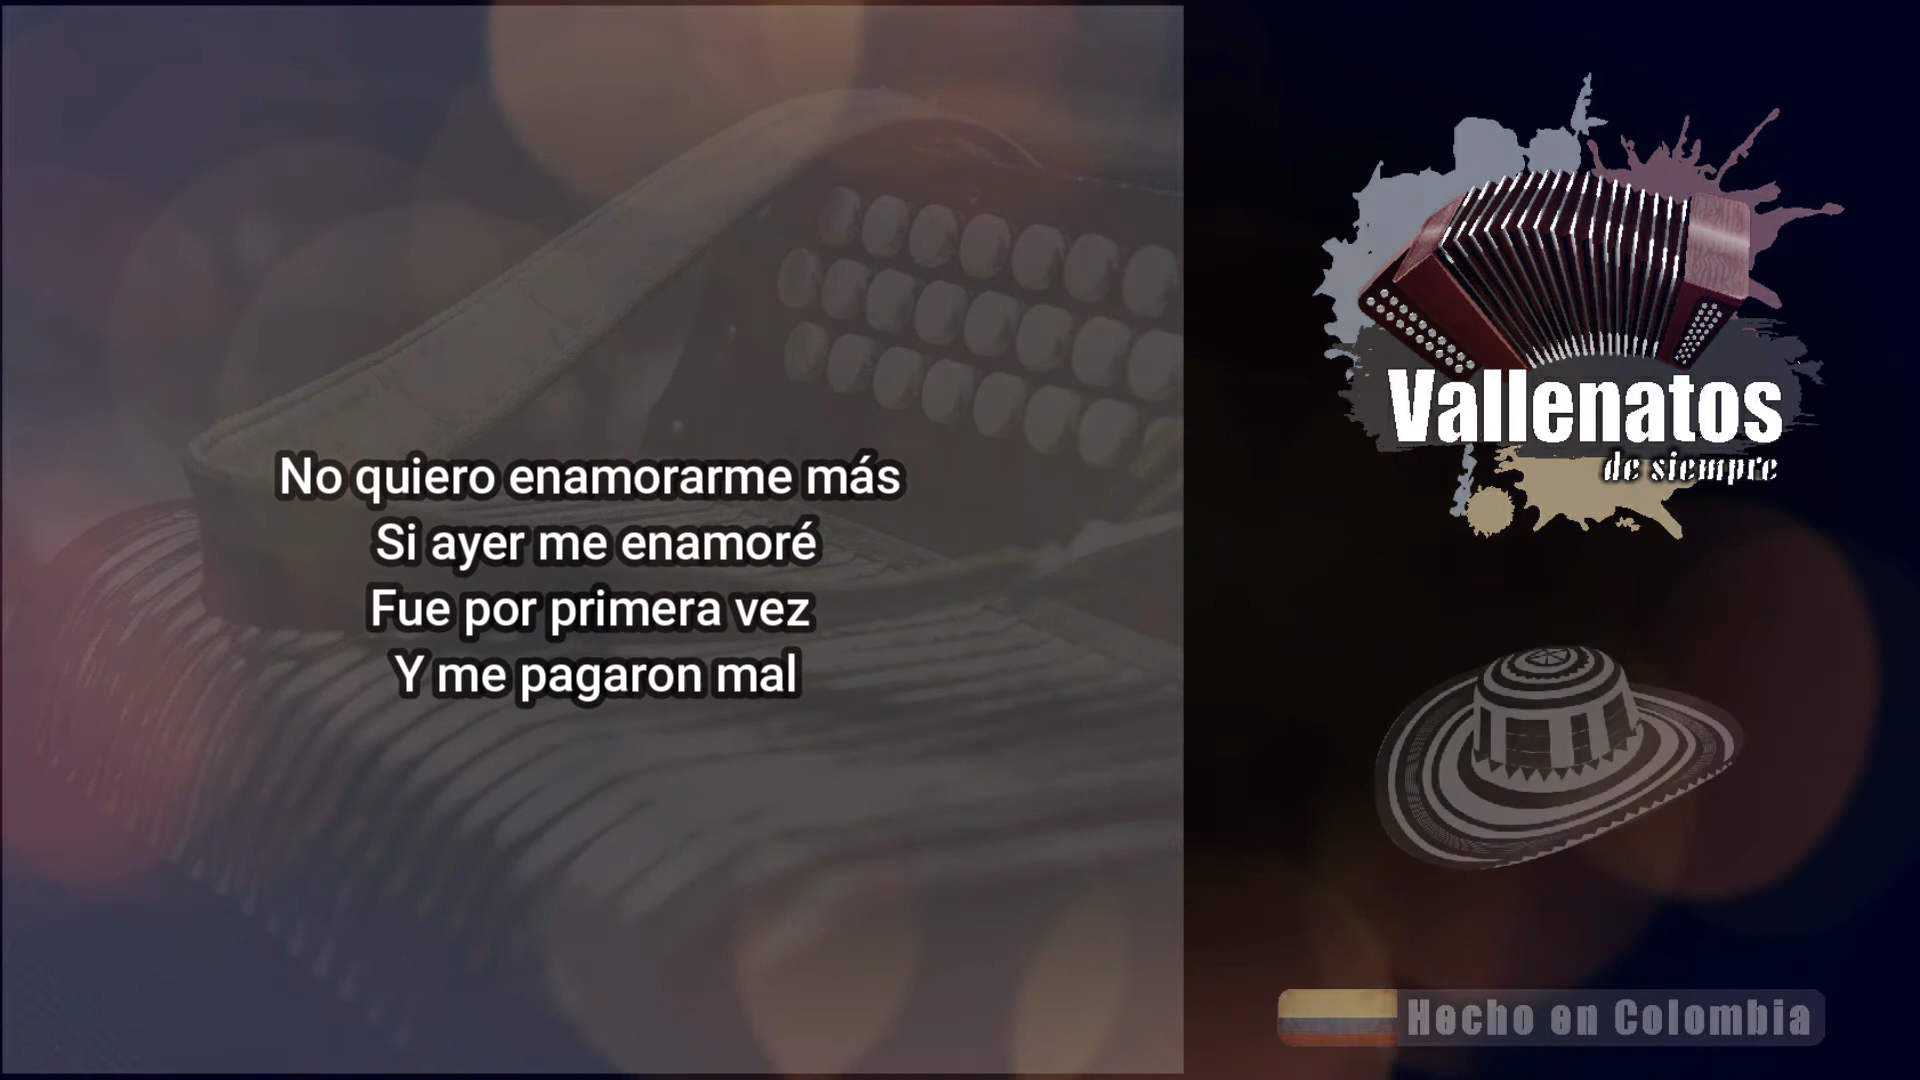 No quiero enamorarme más
Si ayer me enamoré
Fue por primera vez
Y me pagaron mal
Vallenatos
de siempre
Hecho en Colombia